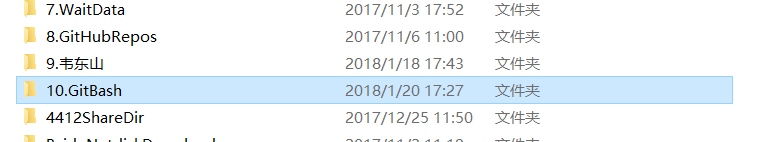 7.WaitData 2017/11/3 17:52 文件夹
8.GitHubRepos 2017/11/6 11:00 文件夹
9.韦东山 2018/1/18 17:43 文件夹
10.GitBash 2018/1/20 17:27 文件夹
4412ShareDir 2017/12/25 11:50 文件夹